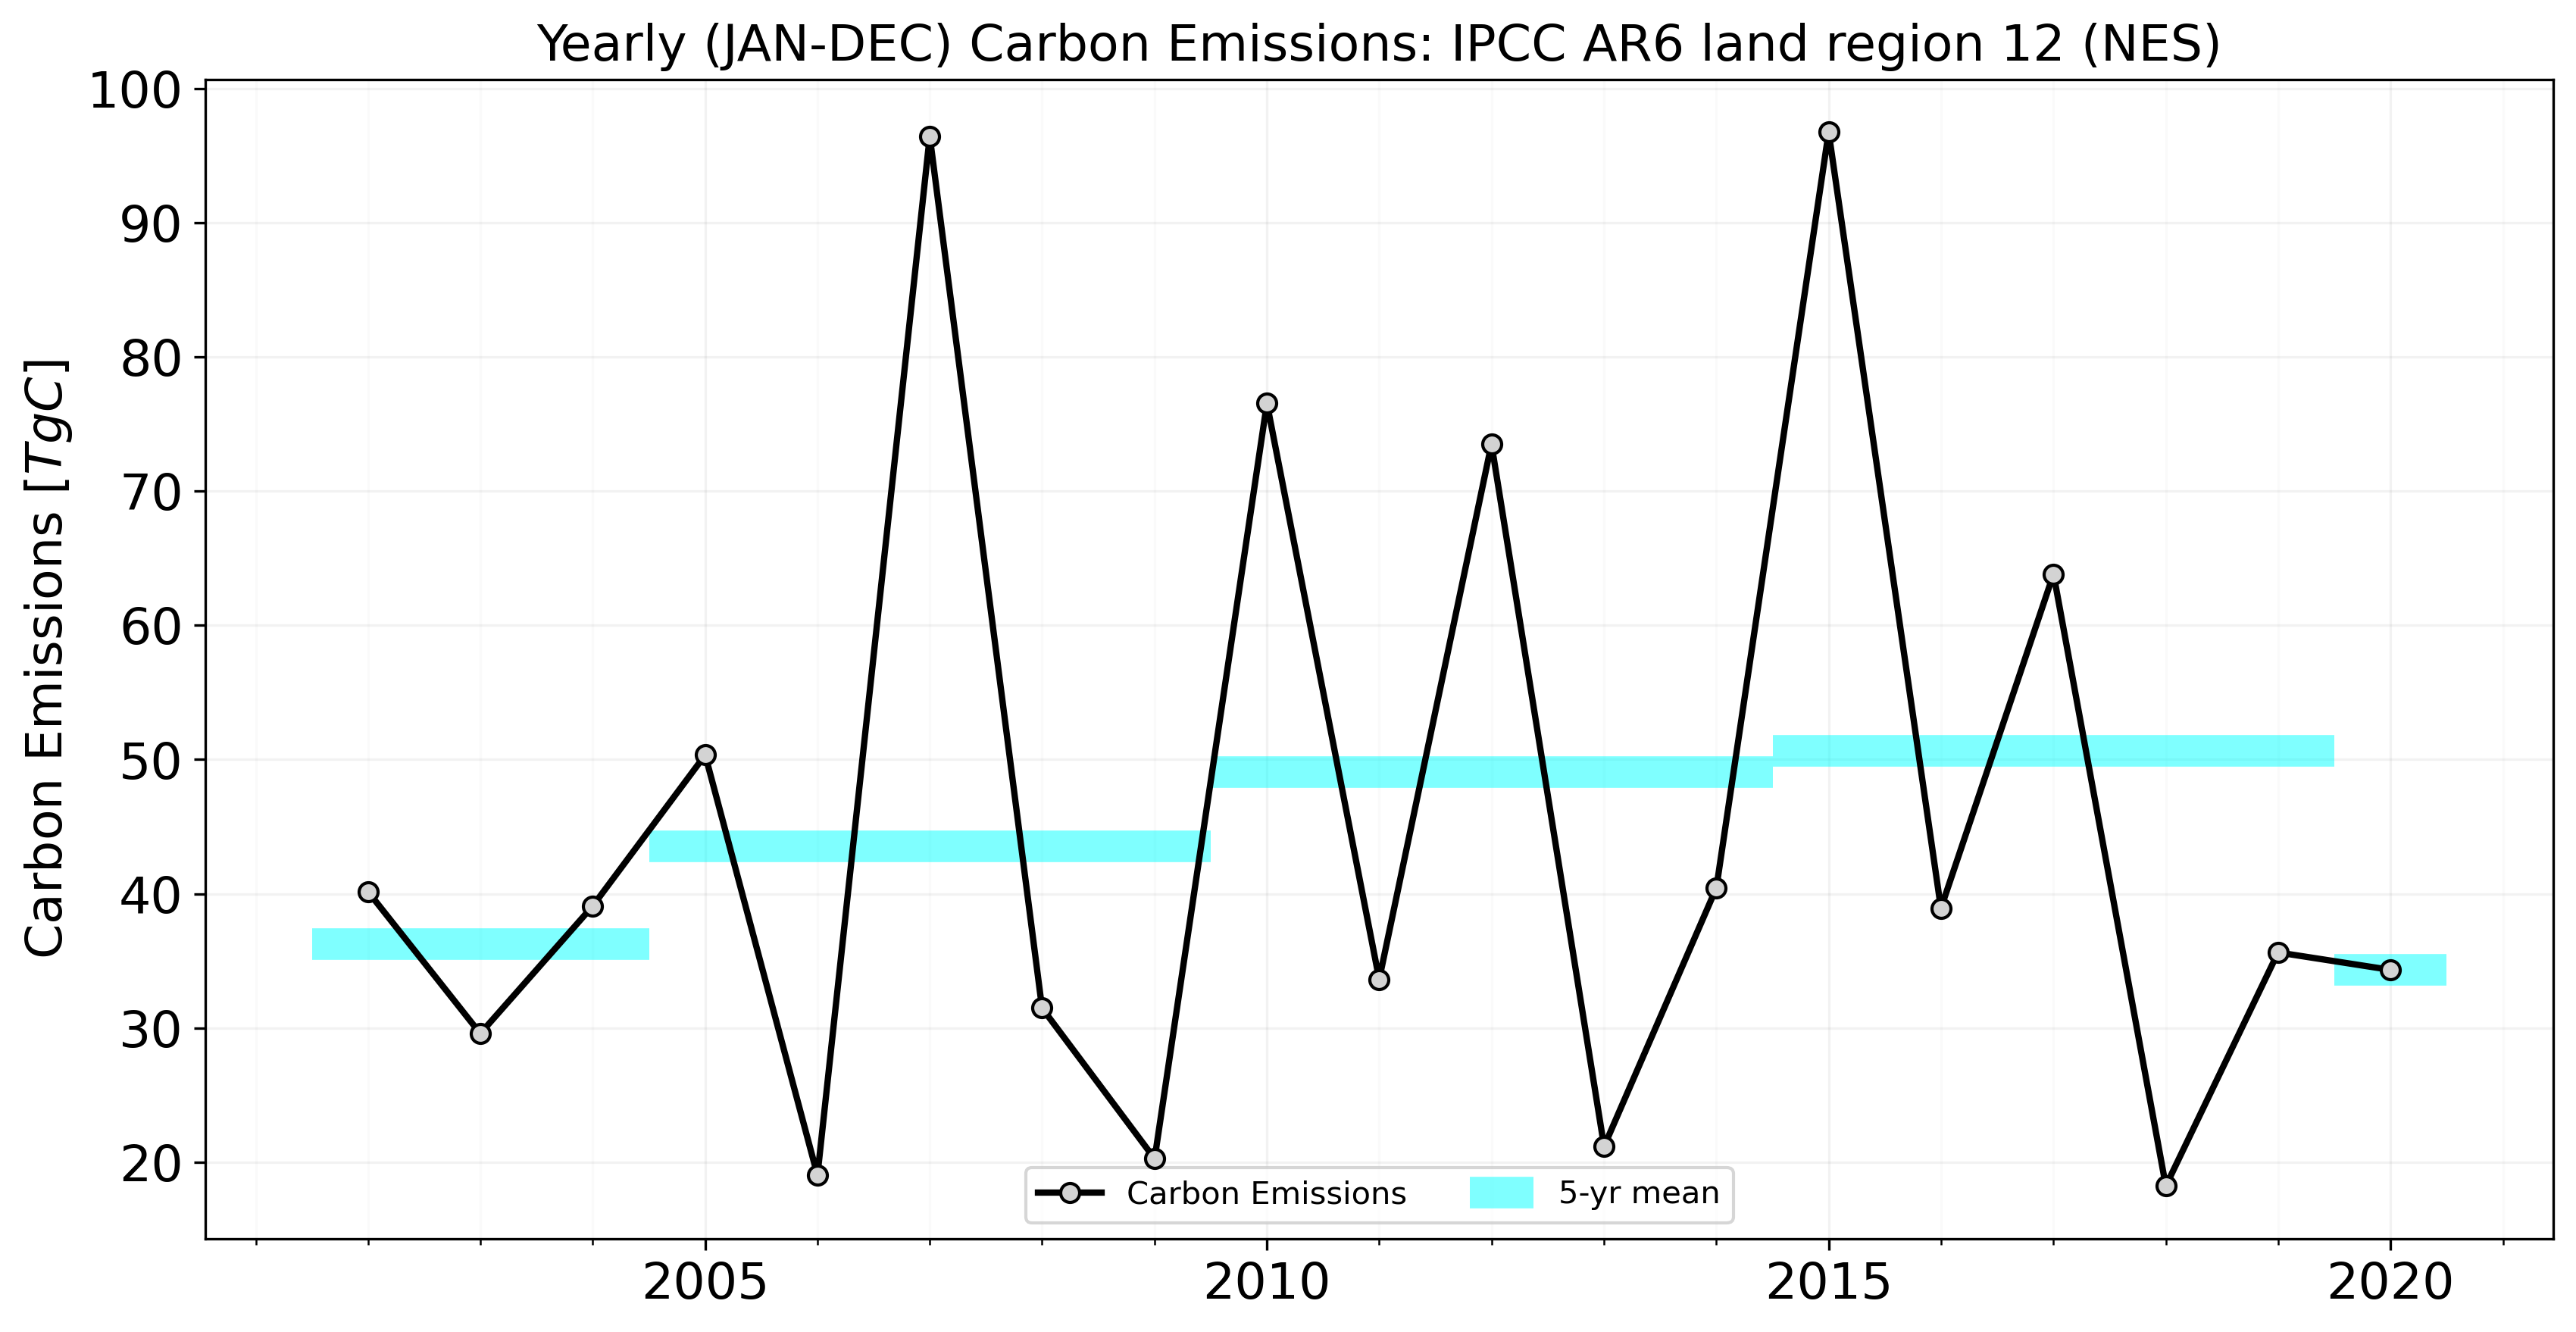 Yearly (JAN-DEC) Carbon Emissions: IPCC AR6 land region 12 (NES)
Carbon Emissions [TgC]
100
90
80
70
60
50
40
30
20
Carbon Emissions 5-yr mean
2005 2010 2015 2020